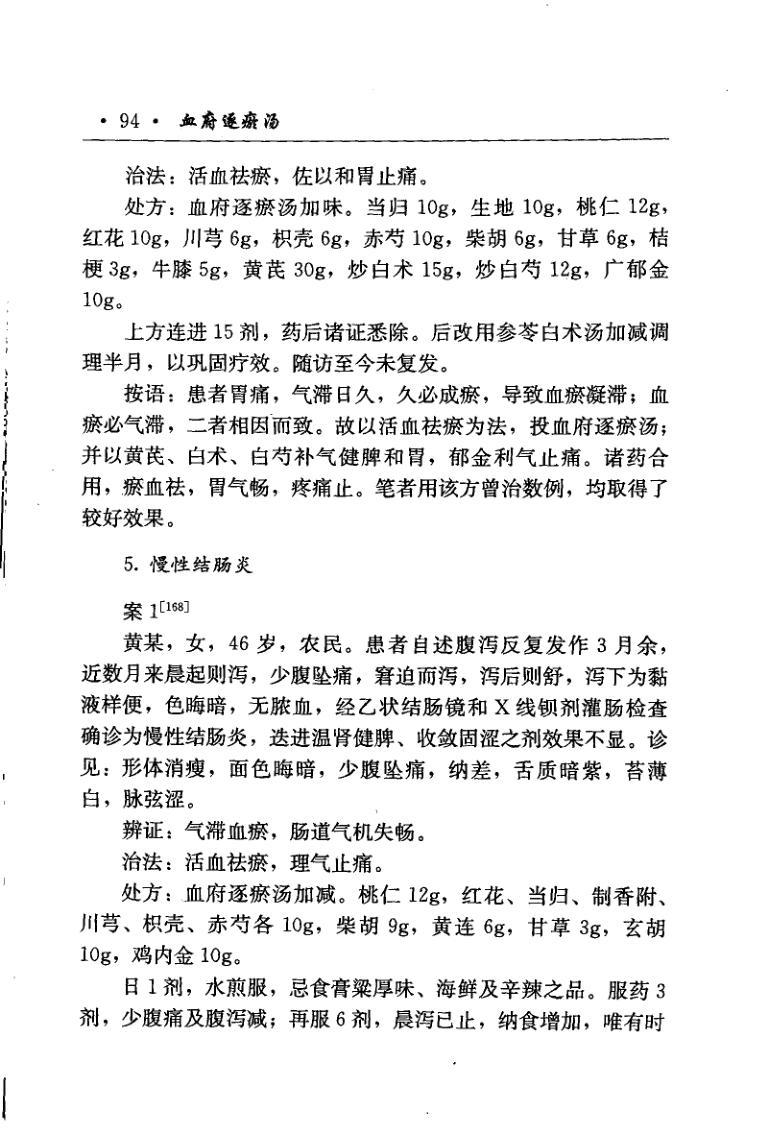 · 94 · 血府逐瘀汤
治法：活血祛瘀，佐以和胃止痛。
处方：血府逐瘀汤加味。当归 10g，生地 10g，桃仁 12g，
红花 10g，川芎 6g，枳壳 6g，赤芍 10g，柴胡 6g，甘草 6g，桔
梗 3g，牛膝 5g，黄芪 30g，炒白术 15g，炒白芍 12g，广郁金
10g。
上方连进 15 剂，药后诸证悉除。后改用参苓白术汤加减调
理半月，以巩固疗效。随访至今未复发。
按语：患者胃痛，气滞日久，久必成瘀，导致血瘀凝滞；血
瘀必气滞，二者相因而致。故以活血祛瘀为法，投血府逐瘀汤；
并以黄芪、白术、白芍补气健脾和胃，郁金利气止痛。诸药合
用，瘀血祛，胃气畅，疼痛止。笔者用该方曾治数例，均取得了
较好效果。
5. 慢性结肠炎
案 1[168]
黄某，女，46 岁，农民。患者自述腹泻反复发作 3 月余，
近数月来晨起则泻，少腹坠痛，窘迫而泻，泻后则舒，泻下为黏
液样便，色晦暗，无脓血，经乙状结肠镜和 X 线钡剂灌肠检查
确诊为慢性结肠炎，迭进温肾健脾、收敛固涩之剂效果不显。诊
见：形体消瘦，面色晦暗，少腹坠痛，纳差，舌质暗紫，苔薄
白，脉弦涩。
辨证：气滞血瘀，肠道气机失畅。
治法：活血祛瘀，理气止痛。
处方：血府逐瘀汤加减。桃仁 12g，红花、当归、制香附、
川芎、枳壳、赤芍各 10g，柴胡 9g，黄连 6g，甘草 3g，玄胡
10g，鸡内金 10g。
日 1 剂，水煎服，忌食膏粱厚味、海鲜及辛辣之品。服药 3
剂，少腹痛及腹泻减；再服 6 剂，晨泻已止，纳食增加，唯有时